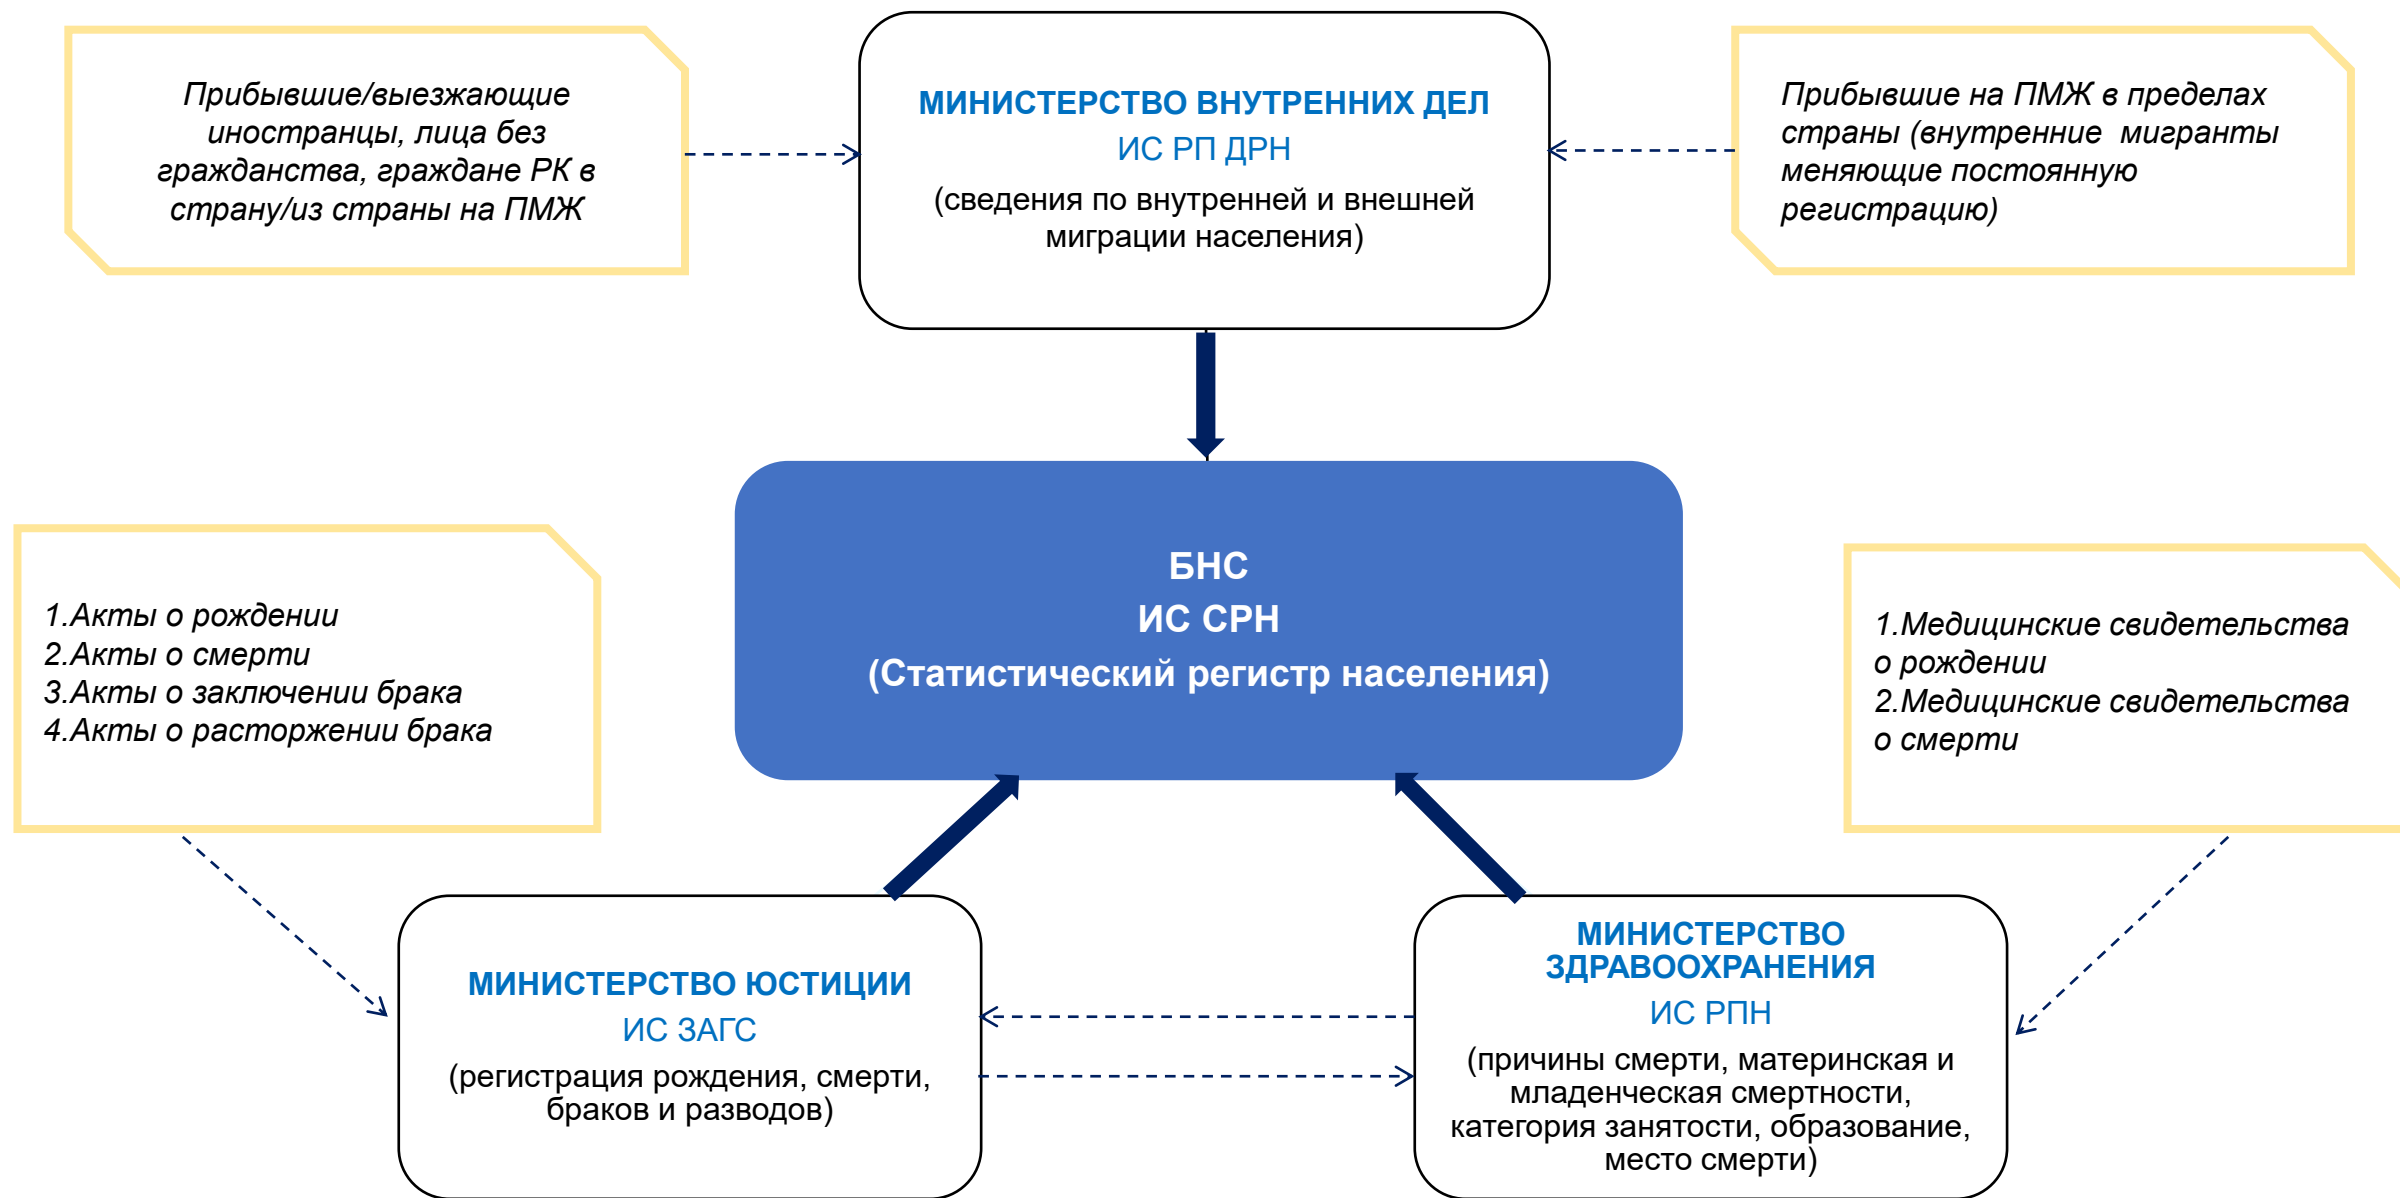 Прибывшие/выезжающие
иностранцы, лица без
гражданства, граждане РК в
страну/из страны на ПМЖ
МИНИСТЕРСТВО ВНУТРЕННИХ ДЕЛ
ИС РП ДРН
(сведения по внутренней и внешней
миграции населения)
Прибывшие на ПМЖ в пределах
страны (внутренние  мигранты
меняющие постоянную
регистрацию)
БНС
ИС СРН
(Статистический регистр населения)
1.Акты о рождении
2.Акты о смерти
3.Акты о заключении брака
4.Акты о расторжении брака
1.Медицинские свидетельства
о рождении
2.Медицинские свидетельства
о смерти
МИНИСТЕРСТВО ЮСТИЦИИ
ИС ЗАГС
(регистрация рождения, смерти,
браков и разводов)
МИНИСТЕРСТВО
ЗДРАВООХРАНЕНИЯ
ИС РПН
(причины смерти, материнская и
младенческая смертности,
категория занятости, образование,
место смерти)